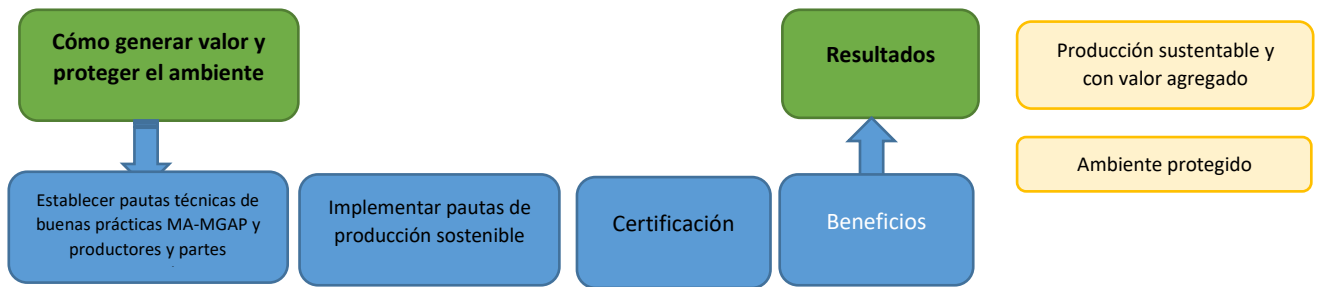 Cómo generar valor y
proteger el ambiente
Resultados
Producción sustentable y
con valor agregado
Ambiente protegido
Establecer pautas técnicas de
buenas prácticas MA-MGAP y
productores y partes
Implementar pautas de
producción sostenible
Certificación
Beneficios